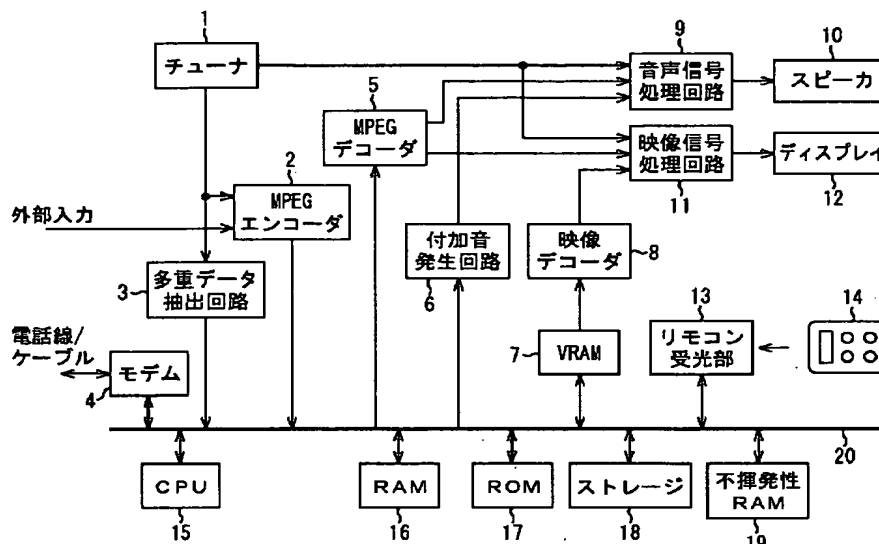 1
チューナ
5
MPEG
デコーダ
9
音声信号
処理回路
10
スピーカ
2
MPEG
エンコーダ
映像信号
処理回路
11
ディスプレイ
12
外部入力
3
多重データ
抽出回路
付加音
発生回路
6
映像
デコーダ
8
13
リモコン
受光部
14
電話線/
ケーブル
モデム
4
7
VRAM
20
CPU
15
RAM
16
ROM
17
ストレージ
18
不揮発性
RAM
19